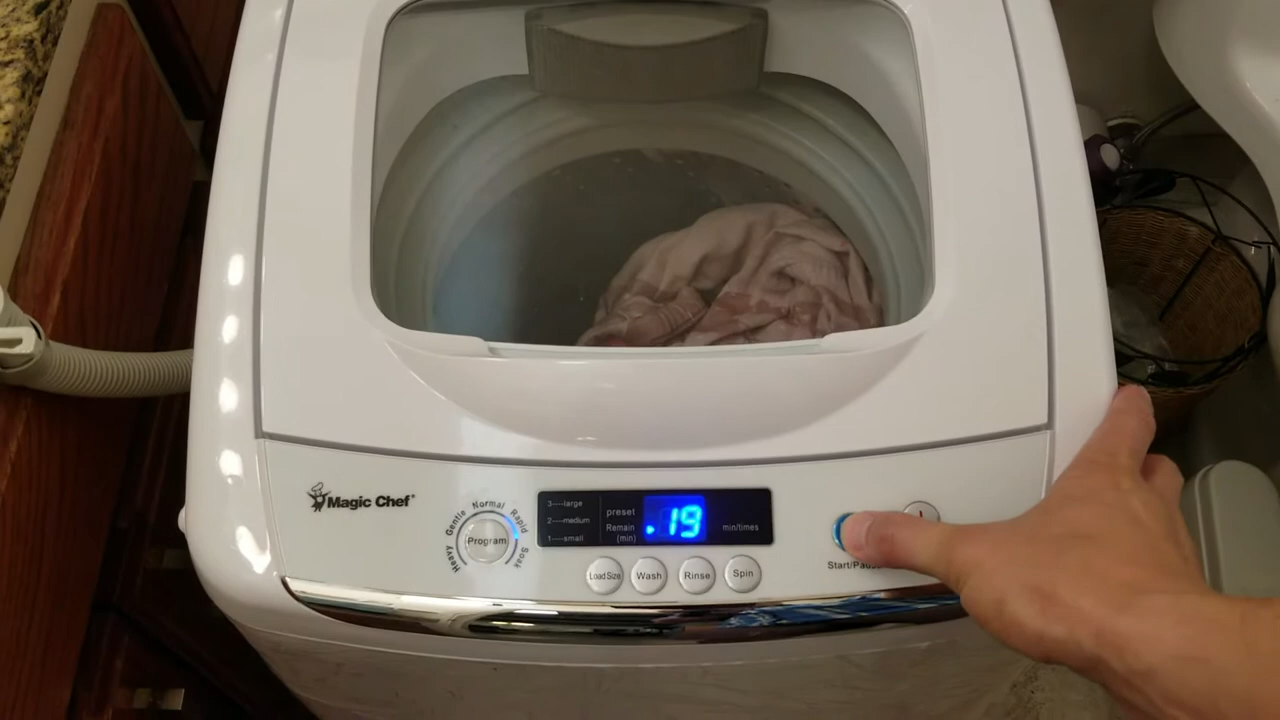 Magic Chef®
Heavy Gentle Normal Rapid Soak
Program
3----large
2----medium
1----small
preset
Remain
(min)
19
min/times
Load Size
Wash
Rinse
Spin
Start/Pause